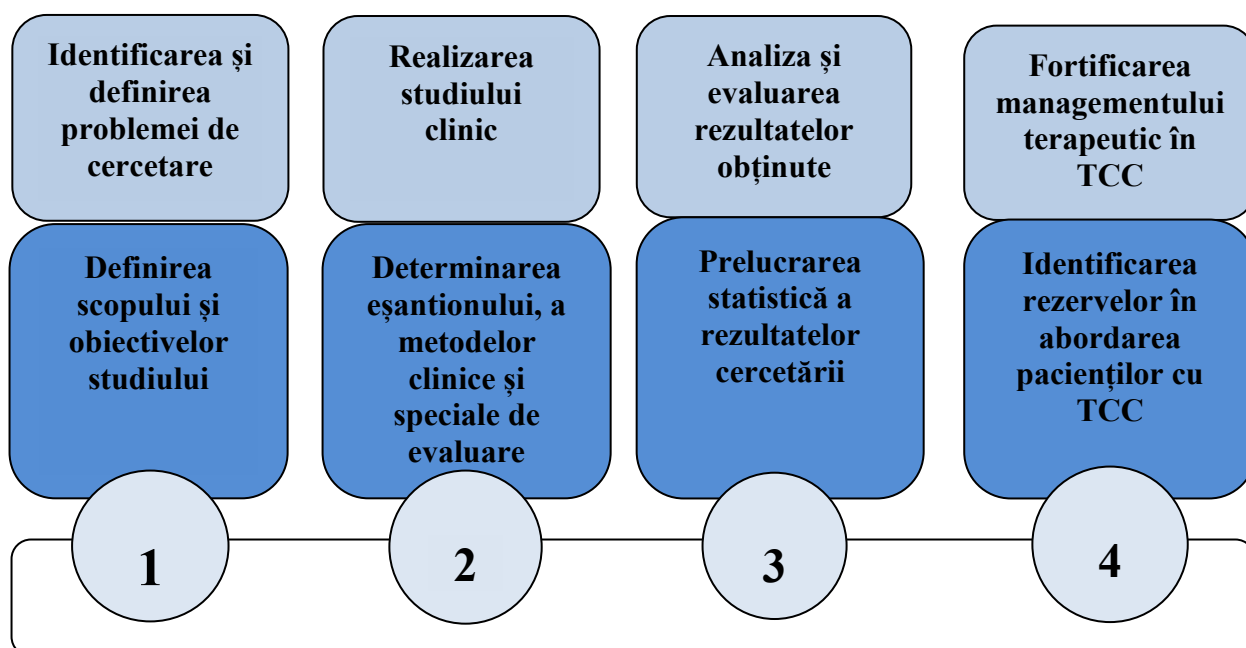 Identificarea și
definirea
problemei de
cercetare
Definirea
scopului și
obiectivelor
studiului
1
Realizarea
studiului
clinic
Determinarea
eșantionului, a
metodelor
clinice și
speciale de
evaluare
2
Analiza și
evaluarea
rezultatelor
obținute
Prelucrarea
statistică a
rezultatelor
cercetării
3
Fortificarea
managementului
terapeutic în
TCC
Identificarea
rezervelor în
abordarea
pacienților cu
TCC
4